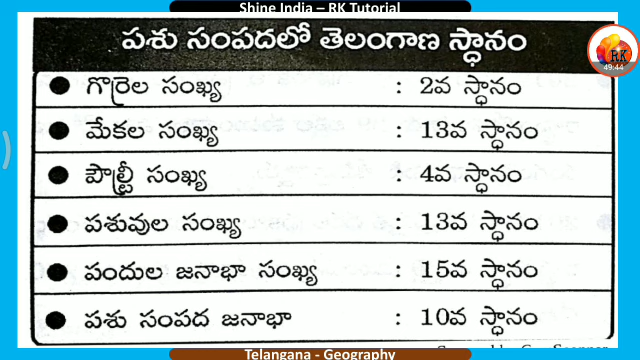 Shine India – RK Tutorial
పశు సంపదలో తెలంగాణ స్థానం
RK
49:44
● గొర్రెల సంఖ్య : 2వ స్థానం
● మేకల సంఖ్య : 13వ స్థానం
● పౌల్ట్రీ సంఖ్య : 4వ స్థానం
● పశువుల సంఖ్య : 13వ స్థానం
● పందుల జనాభా సంఖ్య : 15వ స్థానం
● పశు సంపద జనాభా : 10వ స్థానం
Telangana - Geography